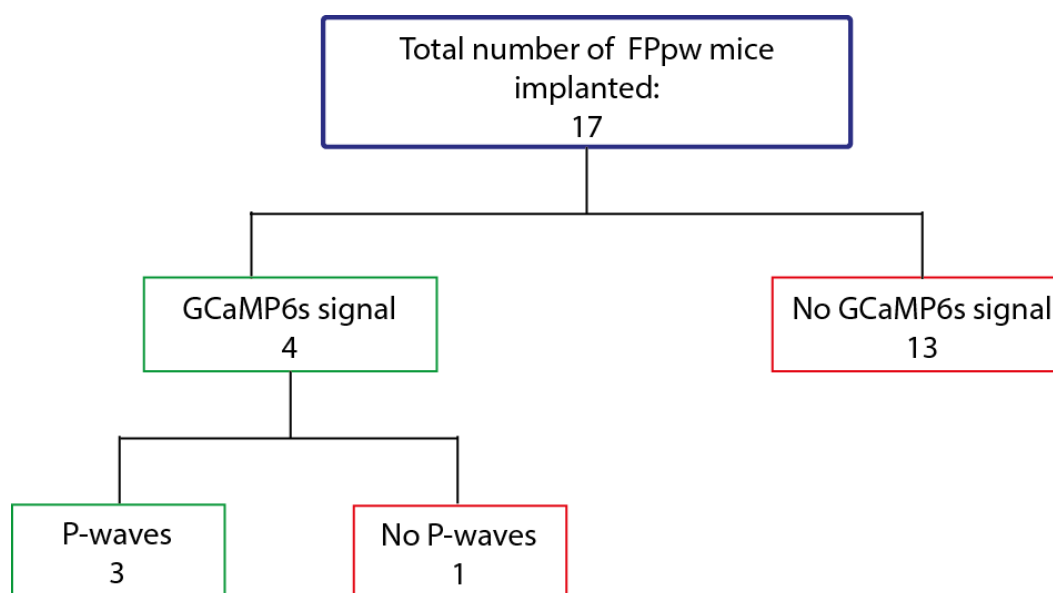 Total number of FPpw mice
implanted:
17
GCaMP6s signal
4
No GCaMP6s signal
13
P-waves
3
No P-waves
1